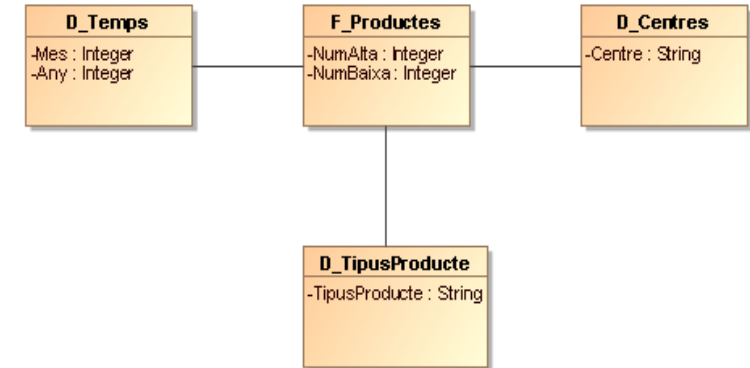 D_Temps
-Mes : Integer
-Any : Integer
F_Productes
-NumAlta : Integer
-NumBaixa : Integer
D_Centres
-Centre : String
D_TipusProducte
-TipusProducte : String